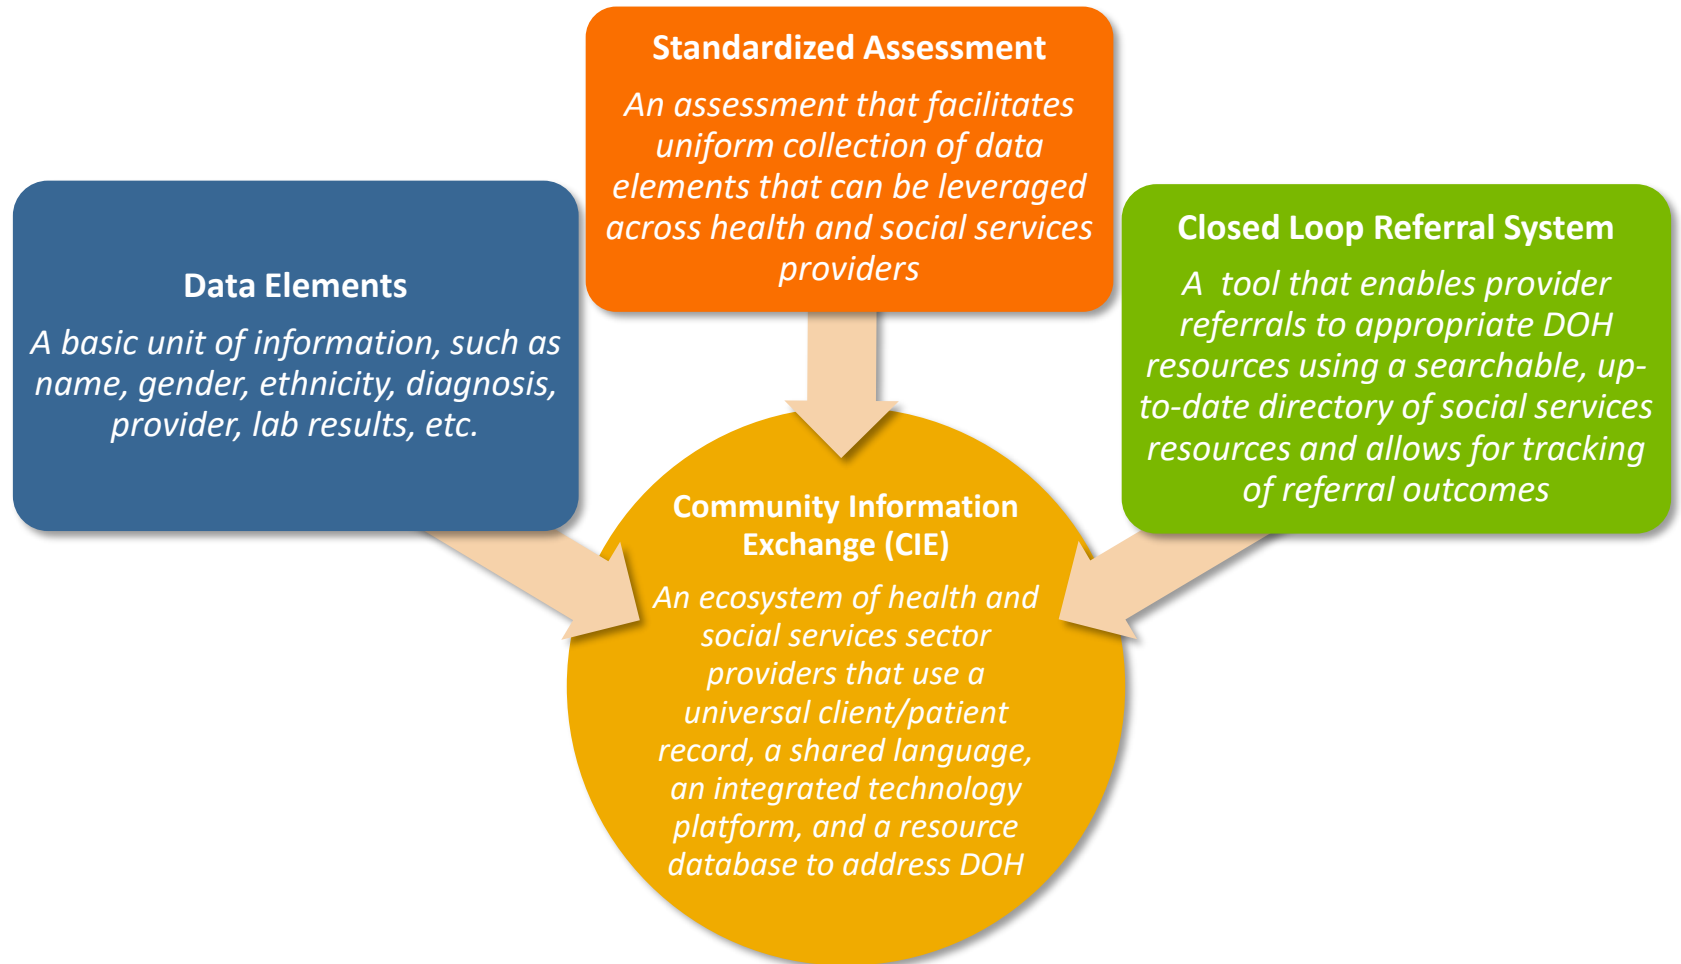 Standardized Assessment
An assessment that facilitates
uniform collection of data
elements that can be leveraged
across health and social services
providers
Data Elements
A basic unit of information, such as
name, gender, ethnicity, diagnosis,
provider, lab results, etc.
Closed Loop Referral System
A  tool that enables provider
referrals to appropriate DOH
resources using a searchable, up-
to-date directory of social services
resources and allows for tracking
of referral outcomes
Community Information
Exchange (CIE)
An ecosystem of health and
social services sector
providers that use a
universal client/patient
record, a shared language,
an integrated technology
platform, and a resource
database to address DOH